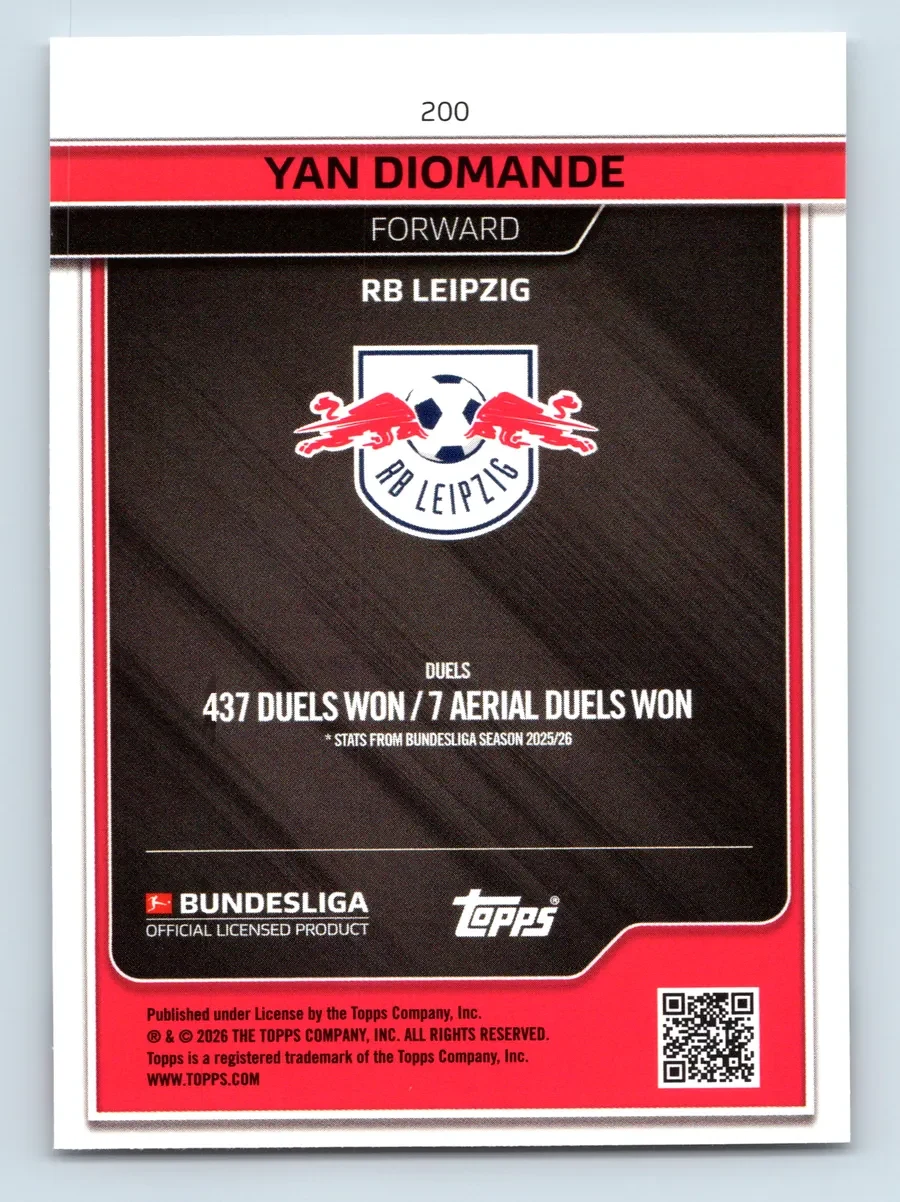 200
YAN DIOMANDE
FORWARD
RB LEIPZIG
RB LEIPZIG
DUELS
437 DUELS WON / 7 AERIAL DUELS WON
* STATS FROM BUNDESLIGA SEASON 2025/26
BUNDESLIGA
OFFICIAL LICENSED PRODUCT
topps®
Published under License by the Topps Company, Inc.
® & © 2026 THE TOPPS COMPANY, INC. ALL RIGHTS RESERVED.
Topps is a registered trademark of the Topps Company, Inc.
WWW.TOPPS.COM